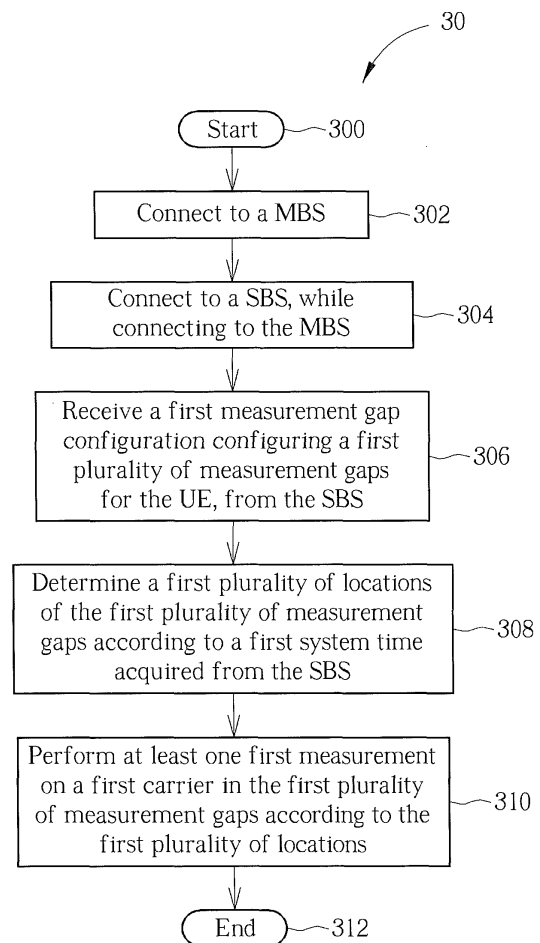 30
Start
300
Connect to a MBS
302
Connect to a SBS, while
connecting to the MBS
304
Receive a first measurement gap
configuration configuring a first
plurality of measurement gaps
for the UE, from the SBS
306
Determine a first plurality of locations
of the first plurality of measurement
gaps according to a first system time
acquired from the SBS
308
Perform at least one first measurement
on a first carrier in the first plurality
of measurement gaps according to the
first plurality of locations
310
End
312